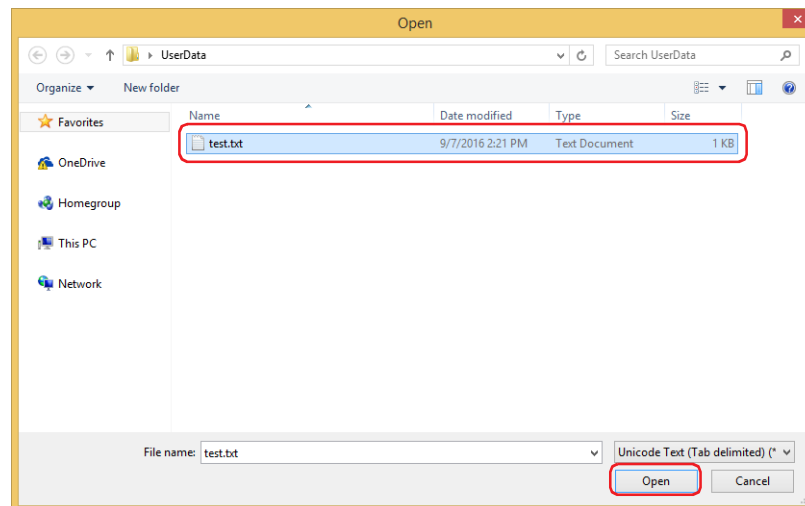 Open
UserData
Search UserData
Organize
New folder
Name Date modified Type Size
Favorites
test.txt 9/7/2016 2:21 PM Text Document 1 KB
OneDrive
Homegroup
This PC
Network
File name: test.txt Unicode Text (Tab delimited) (*
Open Cancel